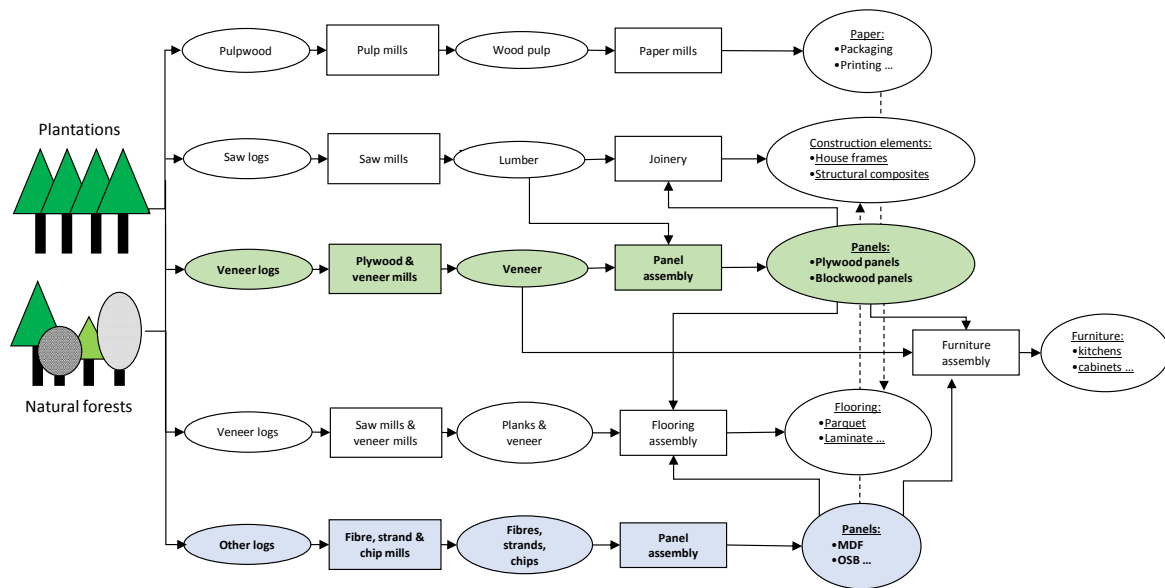 Plantations
Natural forests
Pulpwood
Pulp mills
Wood pulp
Paper mills
Paper:
•Packaging
•Printing ...
Saw logs
Saw mills
Lumber
Joinery
Construction elements:
•House frames
•Structural composites
Veneer logs
Plywood &
veneer mills
Veneer
Panel
assembly
Panels:
•Plywood panels
•Blockwood panels
Furniture
assembly
Furniture:
•kitchens
•cabinets ...
Veneer logs
Saw mills &
veneer mills
Planks &
veneer
Flooring
assembly
Flooring:
•Parquet
•Laminate ...
Other logs
Fibre, strand &
chip mills
Fibres,
strands,
chips
Panel
assembly
Panels:
•MDF
•OSB ...